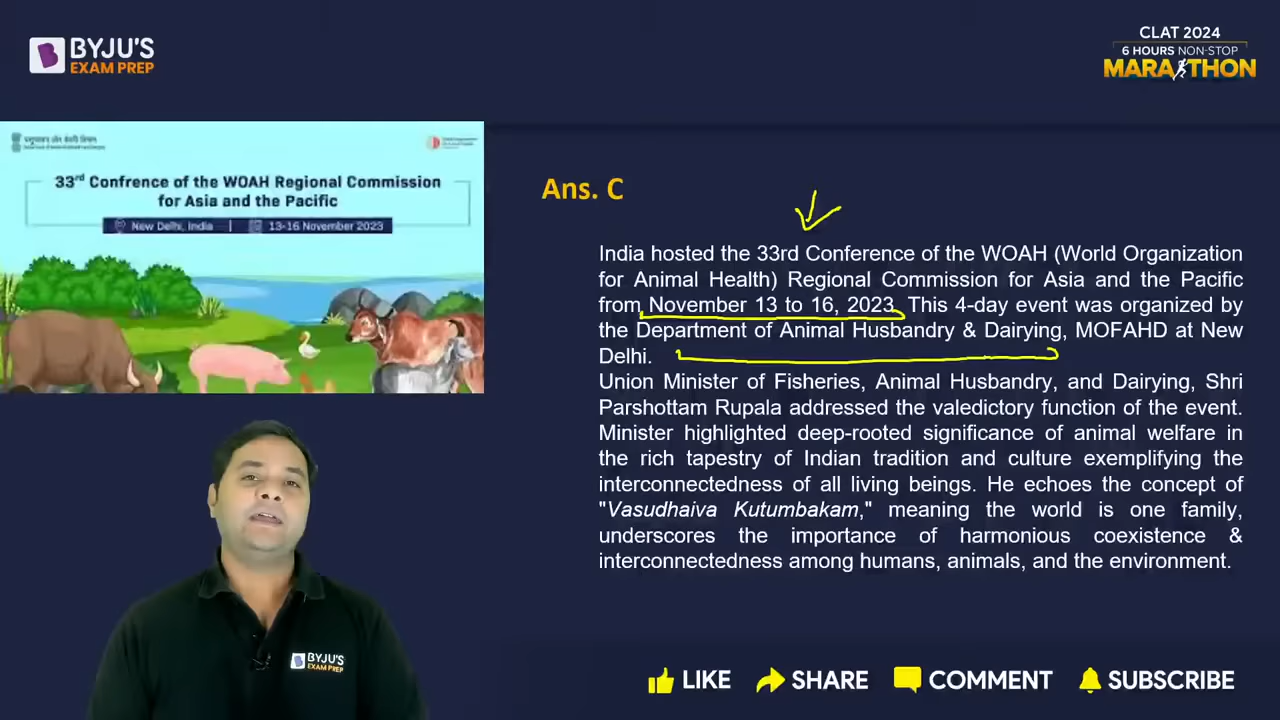 BYJU'S
EXAM PREP
CLAT 2024
6 HOURS NON-STOP
MARATHON
पशुपालन और डेयरी विभाग
33rd Confrence of the WOAH Regional Commission
for Asia and the Pacific
New Delhi, India | 13-16 November 2023
Ans. C
India hosted the 33rd Conference of the WOAH (World Organization
for Animal Health) Regional Commission for Asia and the Pacific
from November 13 to 16, 2023. This 4-day event was organized by
the Department of Animal Husbandry & Dairying, MOFAHD at New
Delhi.
Union Minister of Fisheries, Animal Husbandry, and Dairying, Shri
Parshottam Rupala addressed the valedictory function of the event.
Minister highlighted deep-rooted significance of animal welfare in
the rich tapestry of Indian tradition and culture exemplifying the
interconnectedness of all living beings. He echoes the concept of
"Vasudhaiva Kutumbakam," meaning the world is one family,
underscores the importance of harmonious coexistence &
interconnectedness among humans, animals, and the environment.
BYJU'S
EXAM PREP
LIKE SHARE COMMENT SUBSCRIBE